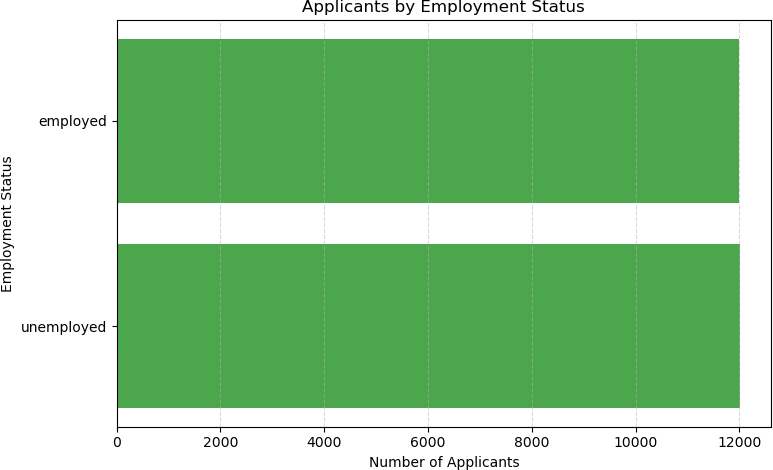 Applicants by Employment Status
Employment Status
employed
unemployed
0 2000 4000 6000 8000 10000 12000
Number of Applicants